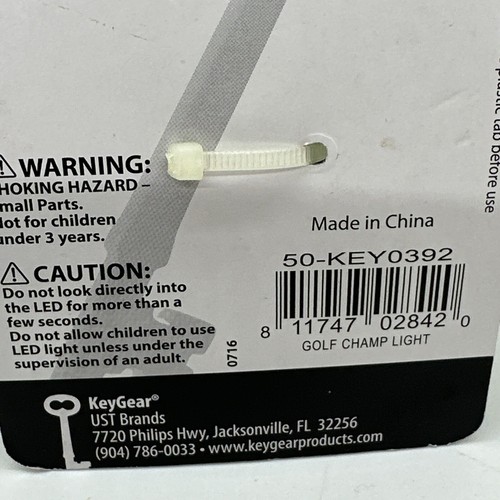 WARNING:
HOKING HAZARD –
mall Parts.
ot for children
nder 3 years.
plastic tab before use
Made in China
50-KEY0392
8 11747 02842 0
GOLF CHAMP LIGHT
CAUTION:
Do not look directly into
the LED for more than a
few seconds.
Do not allow children to use
LED light unless under the
supervision of an adult.
0716
KeyGear®
UST Brands
7720 Philips Hwy, Jacksonville, FL 32256
(904) 786-0033 • www.keygearproducts.com